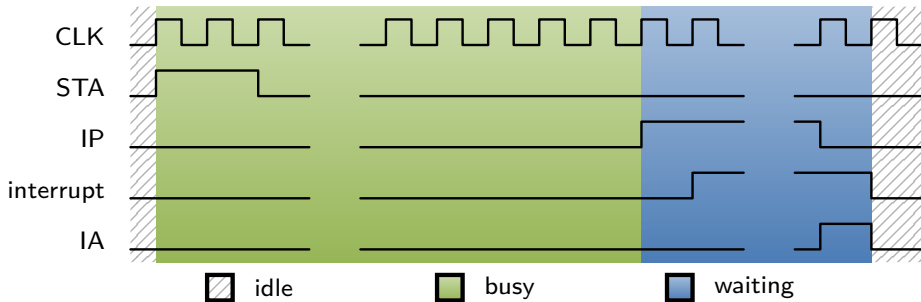 CLK
STA
IP
interrupt
IA
idle busy waiting